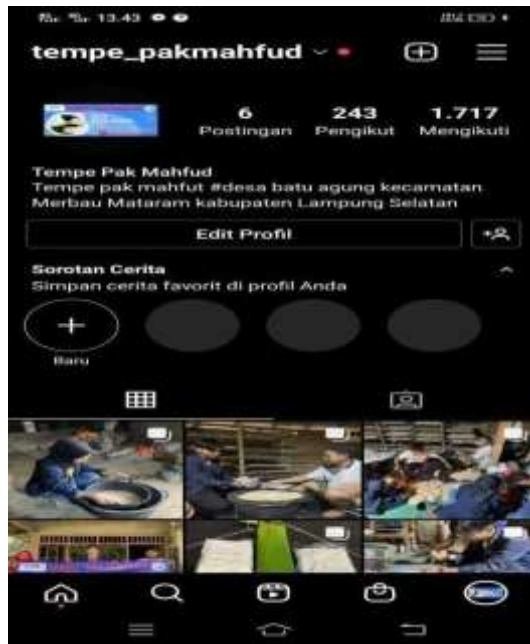 13.43
tempe_pakmahfud
6 243 1.717
Postingan Pengikut Mengikuti
Tempe Pak Mahfud
Tempe pak mahfut #desa batu agung kecamatan
Merbau Mataram kabupaten Lampung Selatan
Edit Profil
Sorotan Cerita
Simpan cerita favorit di profil Anda
Baru